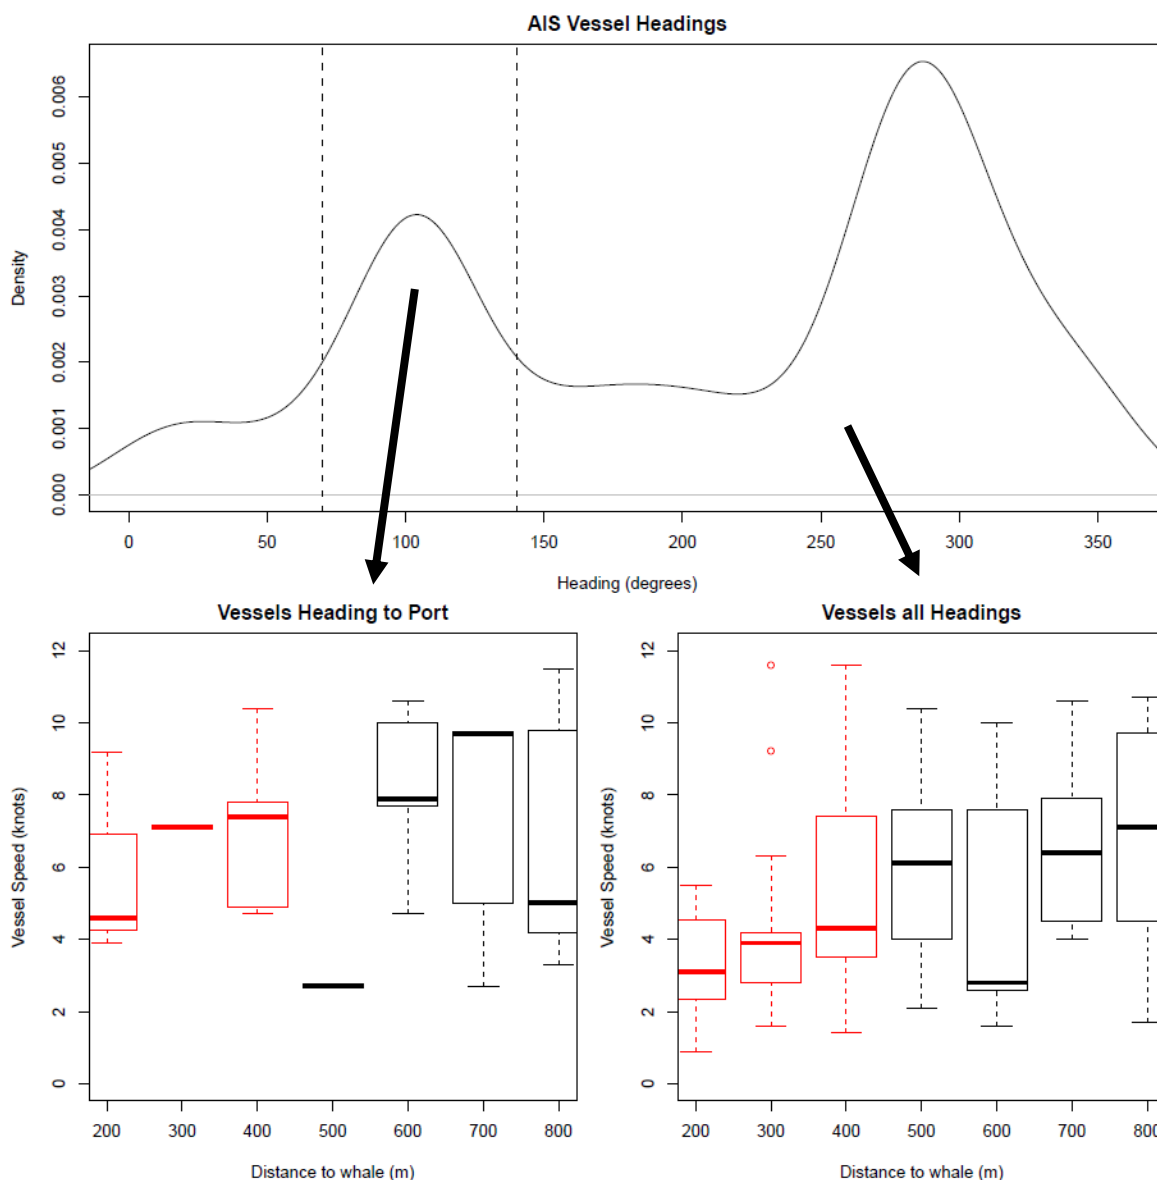 AIS Vessel Headings
Density
0.006
0.005
0.004
0.003
0.002
0.001
0.000
0 50 100 150 200 250 300 350
Heading (degrees)
Vessels Heading to Port
Vessel Speed (knots)
12
10
8
6
4
2
0
200 300 400 500 600 700 800
Distance to whale (m)
Vessels all Headings
Vessel Speed (knots)
12
10
8
6
4
2
0
200 300 400 500 600 700 800
Distance to whale (m)